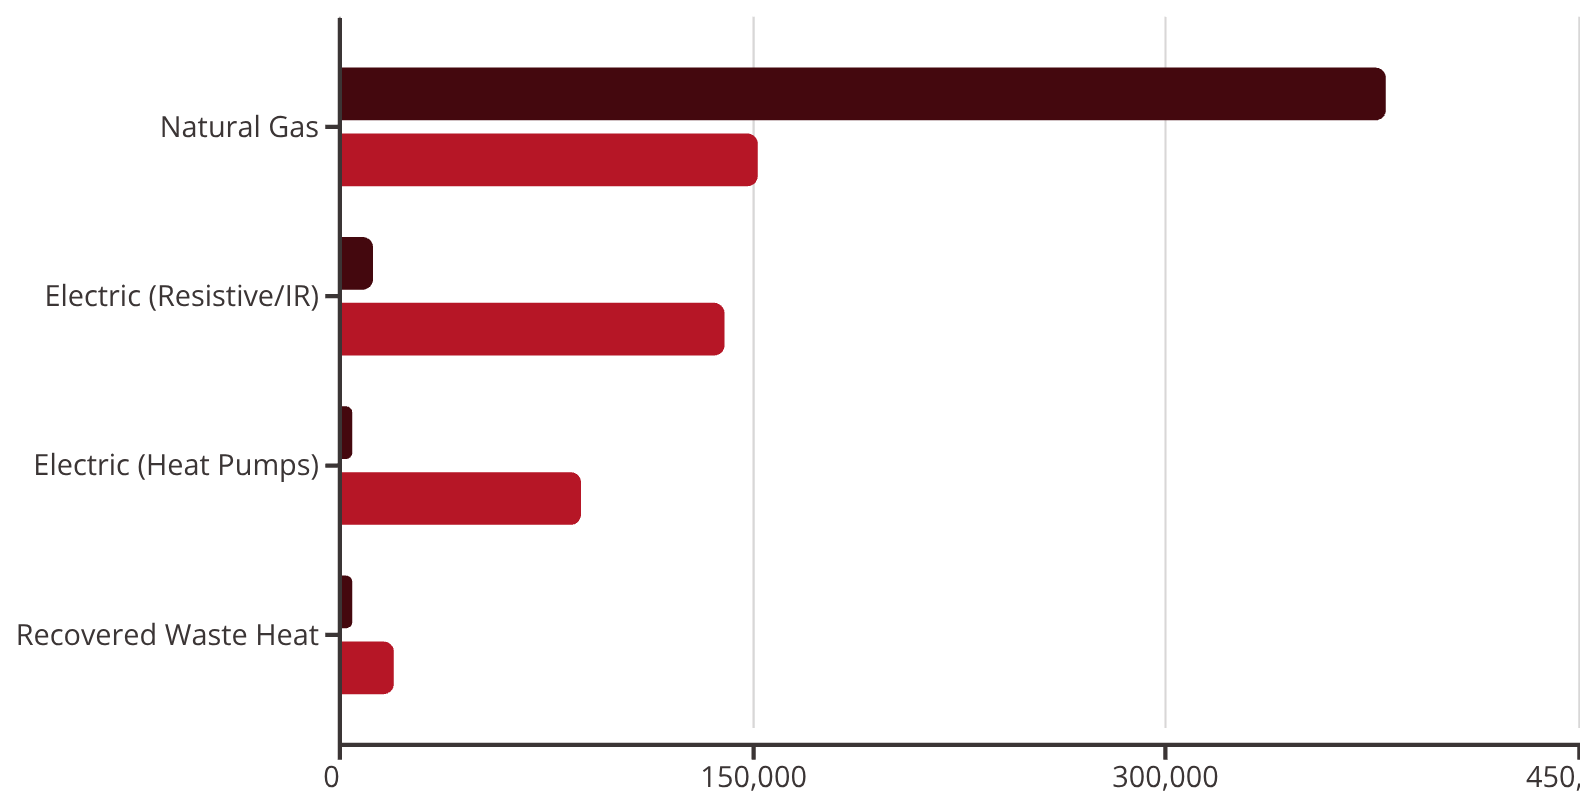 Natural Gas
Electric (Resistive/IR)
Electric (Heat Pumps)
Recovered Waste Heat
0 150,000 300,000 450,